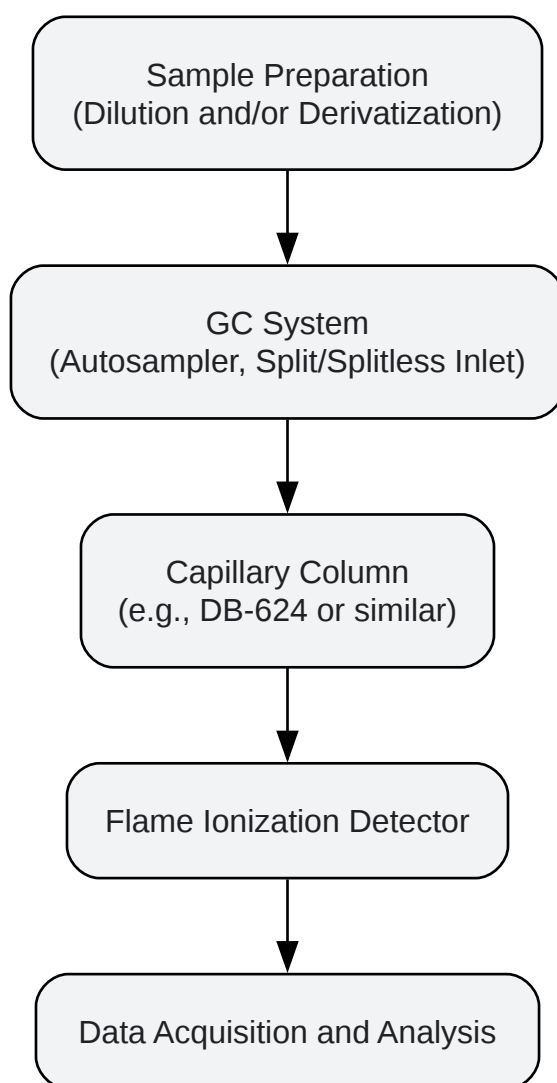 Sample Preparation
(Dilution and/or Derivatization)
GC System
(Autosampler, Split/Splitless Inlet)
Capillary Column
(e.g., DB-624 or similar)
Flame Ionization Detector
Data Acquisition and Analysis